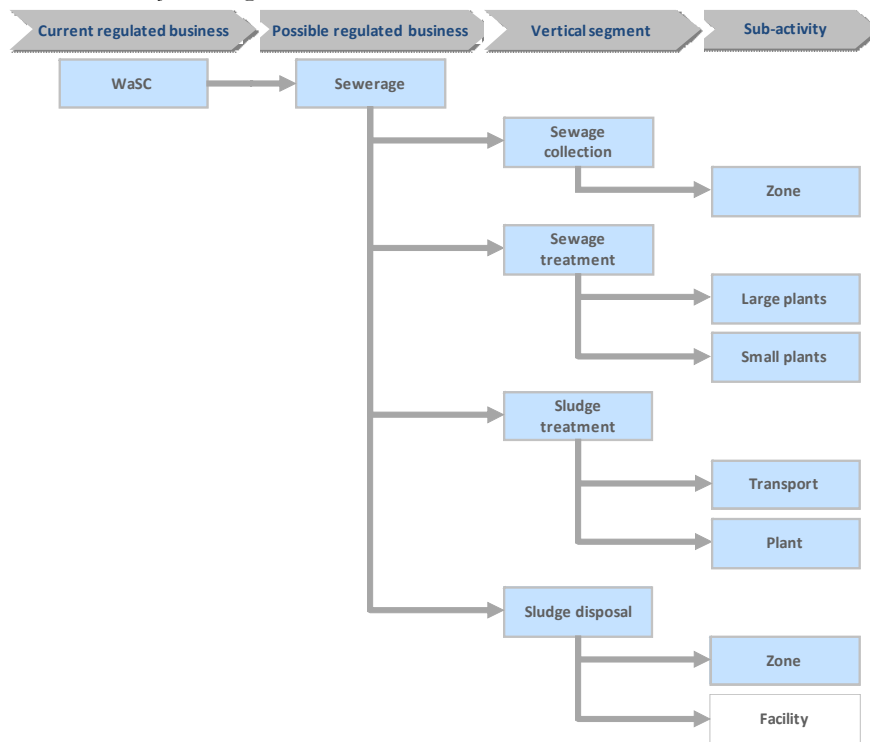 Current regulated business
Possible regulated business
Vertical segment
Sub-activity
WaSC
Sewerage
Sewage
collection
Zone
Sewage
treatment
Large plants
Small plants
Sludge
treatment
Transport
Plant
Sludge disposal
Zone
Facility